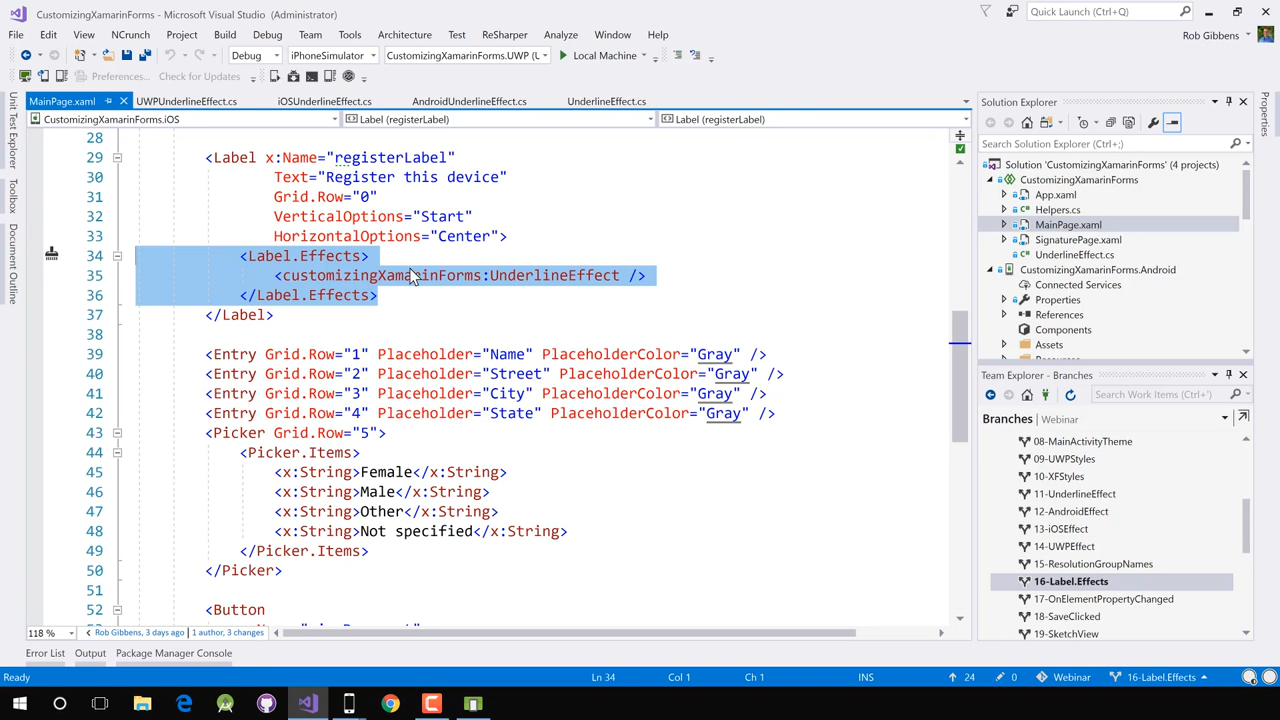 CustomizingXamarinForms - Microsoft Visual Studio (Administrator)
Quick Launch (Ctrl+Q)
File Edit View NCrunch Project Build Debug Team Tools Architecture Test ReSharper Analyze Window Help
Rob Gibbens
Debug iPhoneSimulator CustomizingXamarinForms.UWP (l Local Machine
Preferences... Check for Updates
MainPage.xaml UWPUnderlineEffect.cs iOSUnderlineEffect.cs AndroidUnderlineEffect.cs UnderlineEffect.cs
CustomizingXamarinForms.iOS Label (registerLabel) Label (registerLabel)
28
29 <Label x:Name="registerLabel"
30 Text="Register this device"
31 Grid.Row="0"
32 VerticalOptions="Start"
33 HorizontalOptions="Center">
34 <Label.Effects>
35 <customizingXamarinForms:UnderlineEffect />
36 </Label.Effects>
37 </Label>
38
39 <Entry Grid.Row="1" Placeholder="Name" PlaceholderColor="Gray" />
40 <Entry Grid.Row="2" Placeholder="Street" PlaceholderColor="Gray" />
41 <Entry Grid.Row="3" Placeholder="City" PlaceholderColor="Gray" />
42 <Entry Grid.Row="4" Placeholder="State" PlaceholderColor="Gray" />
43 <Picker Grid.Row="5">
44 <Picker.Items>
45 <x:String>Female</x:String>
46 <x:String>Male</x:String>
47 <x:String>Other</x:String>
48 <x:String>Not specified</x:String>
49 </Picker.Items>
50 </Picker>
51
52 <Button
118 % Rob Gibbens, 3 days ago | 1 author, 3 changes
Error List Output Package Manager Console
Unit Test Explorer
Toolbox
Document Outline
Solution Explorer
Search Solution Explorer (Ctrl+;)
Solution 'CustomizingXamarinForms' (4 projects)
CustomizingXamarinForms
App.xaml
Helpers.cs
MainPage.xaml
SignaturePage.xaml
UnderlineEffect.cs
CustomizingXamarinForms.Android
Connected Services
Properties
References
Components
Assets
Team Explorer - Branches
Search Work Items (Ctrl+')
Branches | Webinar
08-MainActivityTheme
09-UWPStyles
10-XFStyles
11-UnderlineEffect
12-AndroidEffect
13-iOSEffect
14-UWPEffect
15-ResolutionGroupNames
16-Label.Effects
17-OnElementPropertyChanged
18-SaveClicked
19-SketchView
Properties
Ready Ln 34 Col 1 Ch 1 INS 24 0 Webinar 16-Label.Effects